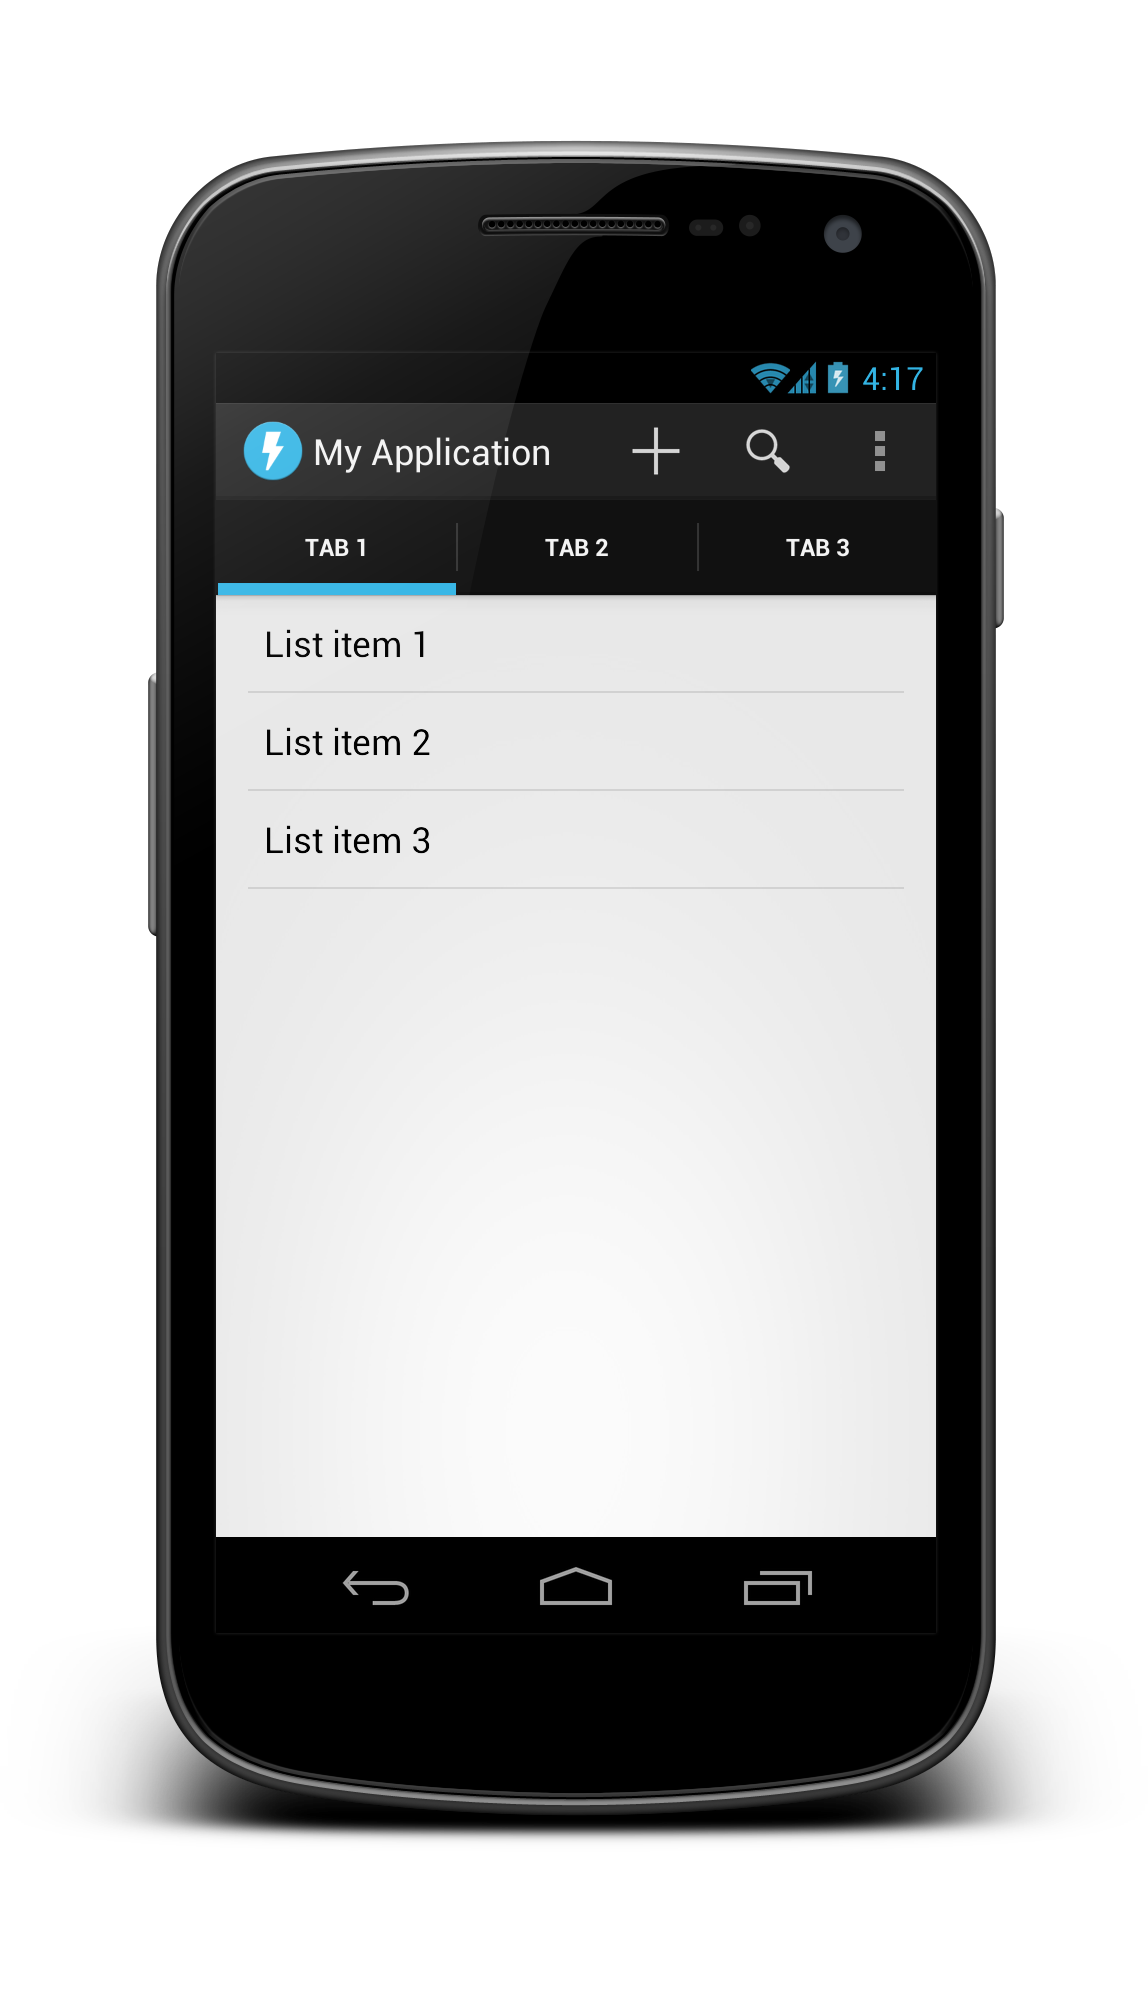 4:17
My Application
TAB 1 TAB 2 TAB 3
List item 1
List item 2
List item 3